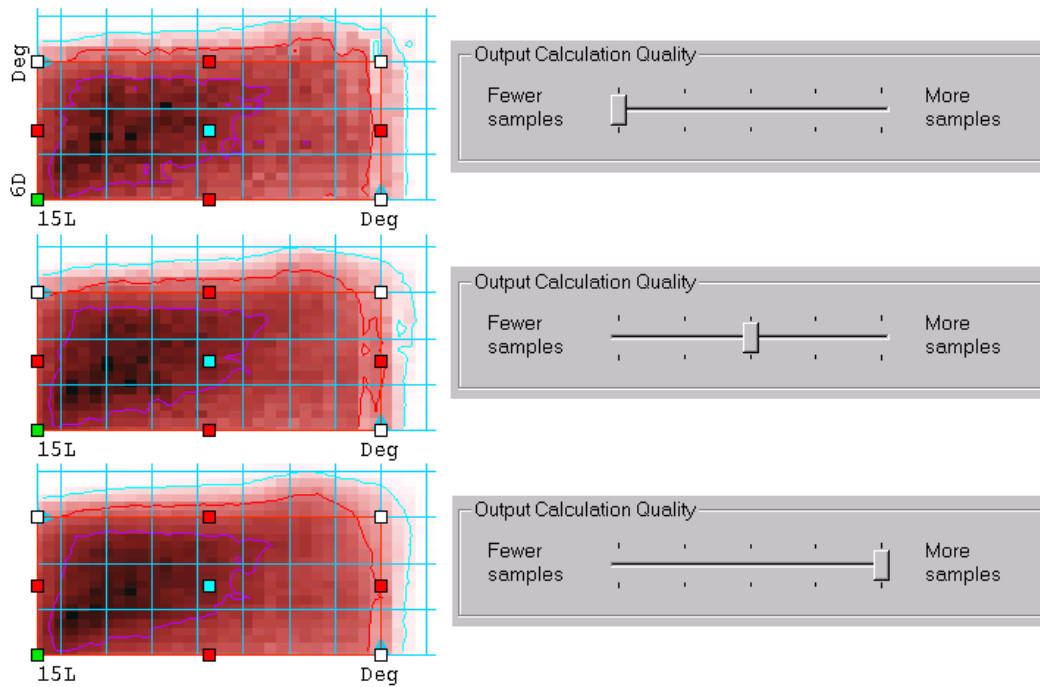 Deg
6D
15L Deg
Output Calculation Quality
Fewer
samples
More
samples
15L Deg
Output Calculation Quality
Fewer
samples
More
samples
15L Deg
Output Calculation Quality
Fewer
samples
More
samples